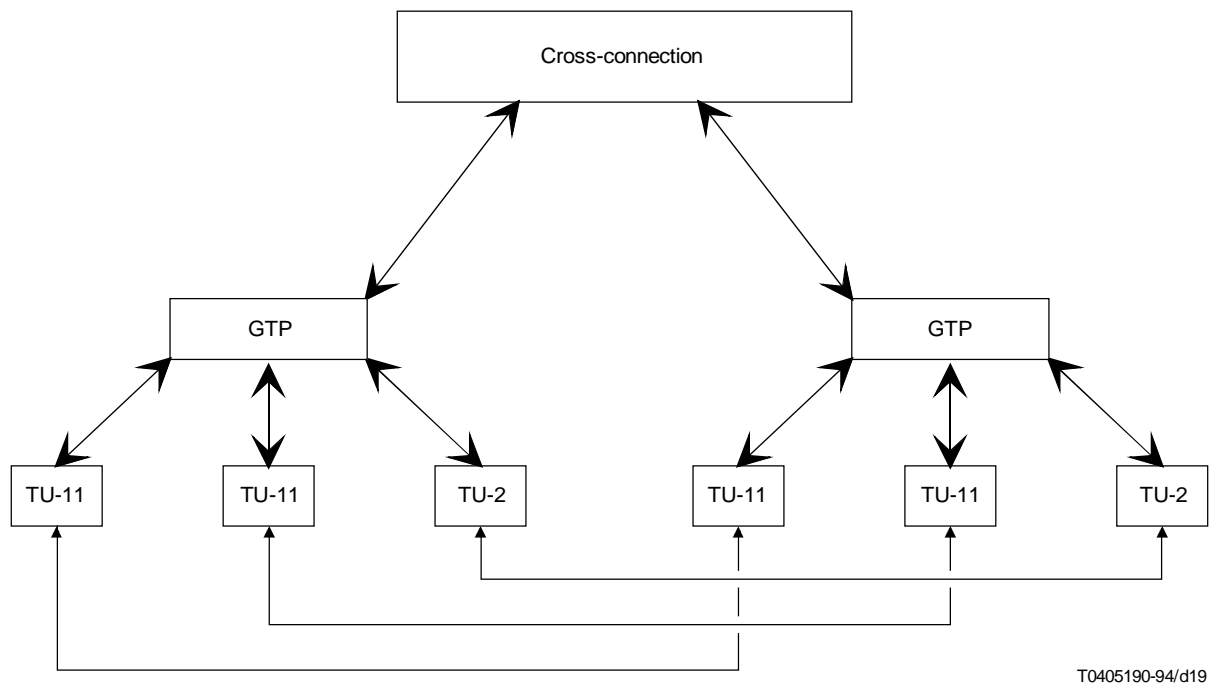 Cross-connection
GTP
GTP
TU-11
TU-11
TU-2
TU-11
TU-11
TU-2
T0405190-94/d19